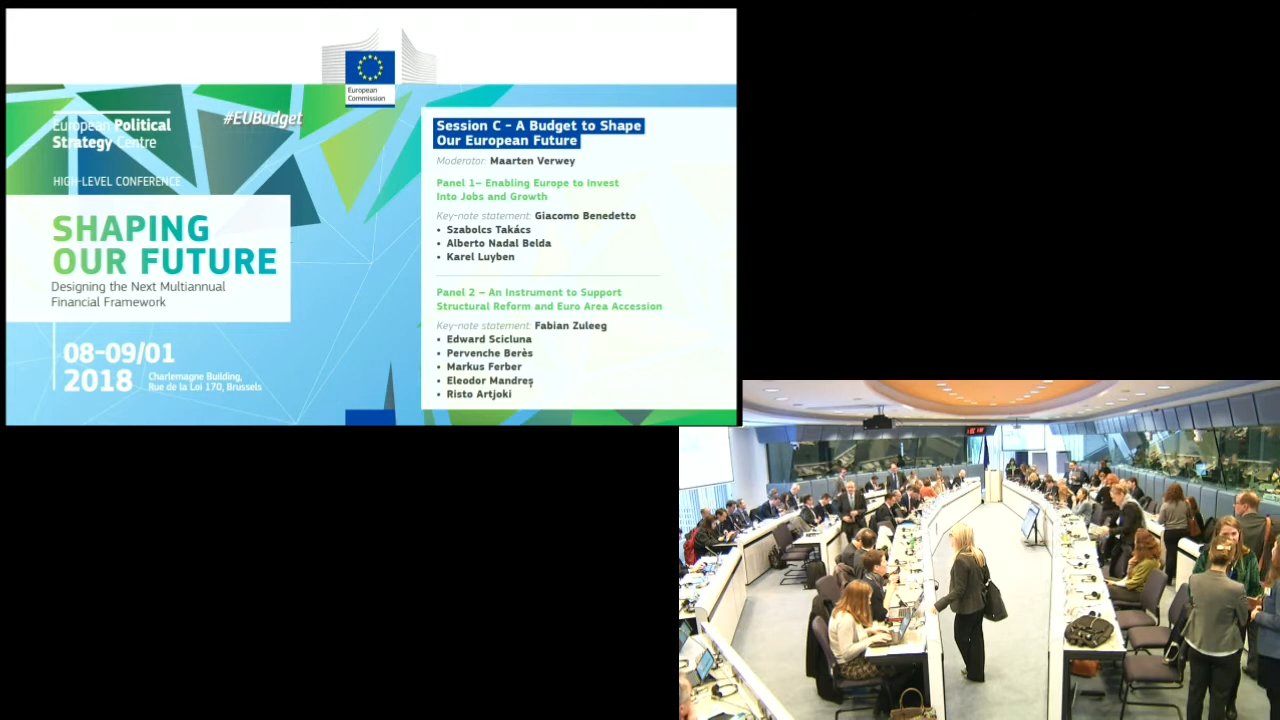 European
Commission
European Political
Strategy Centre
#EUBudget
HIGH-LEVEL CONFERENCE
SHAPING
OUR FUTURE
Designing the Next Multiannual
Financial Framework
08-09/01
2018
Charlemagne Building,
Rue de la Loi 170, Brussels
Session C - A Budget to Shape
Our European Future
Moderator: Maarten Verwey
Panel 1– Enabling Europe to Invest
Into Jobs and Growth
Key-note statement: Giacomo Benedetto
• Szabolcs Takács
• Alberto Nadal Belda
• Karel Luyben
Panel 2 – An Instrument to Support
Structural Reform and Euro Area Accession
Key-note statement: Fabian Zuleeg
• Edward Scicluna
• Pervenche Berès
• Markus Ferber
• Eleodor Mandreş
• Risto Artjoki